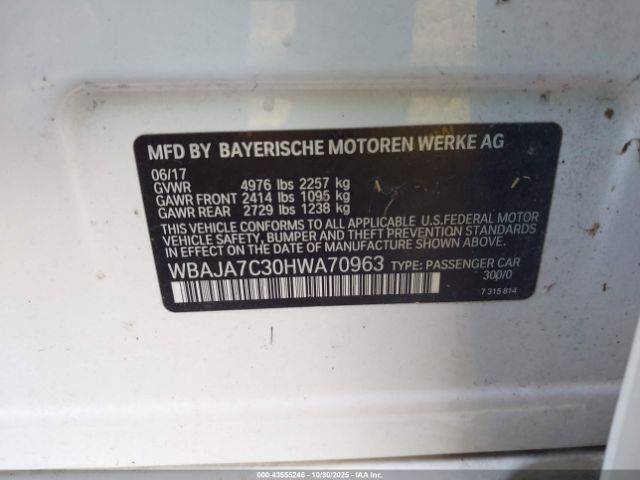 MFD BY BAYERISCHE MOTOREN WERKE AG
06/17
GVWR 4976 lbs 2257 kg
GAWR FRONT 2414 lbs 1095 kg
GAWR REAR 2729 lbs 1238 kg
THIS VEHICLE CONFORMS TO ALL APPLICABLE U.S.FEDERAL MOTOR
VEHICLE SAFETY, BUMPER AND THEFT PREVENTION STANDARDS IN
EFFECT ON THE DATE OF MANUFACTURE SHOWN ABOVE.
WBAJA7C30HWA70963 TYPE: PASSENGER CAR
300/0
7 315 814
000-43555246 - 10/30/2025 - IAAI.COM